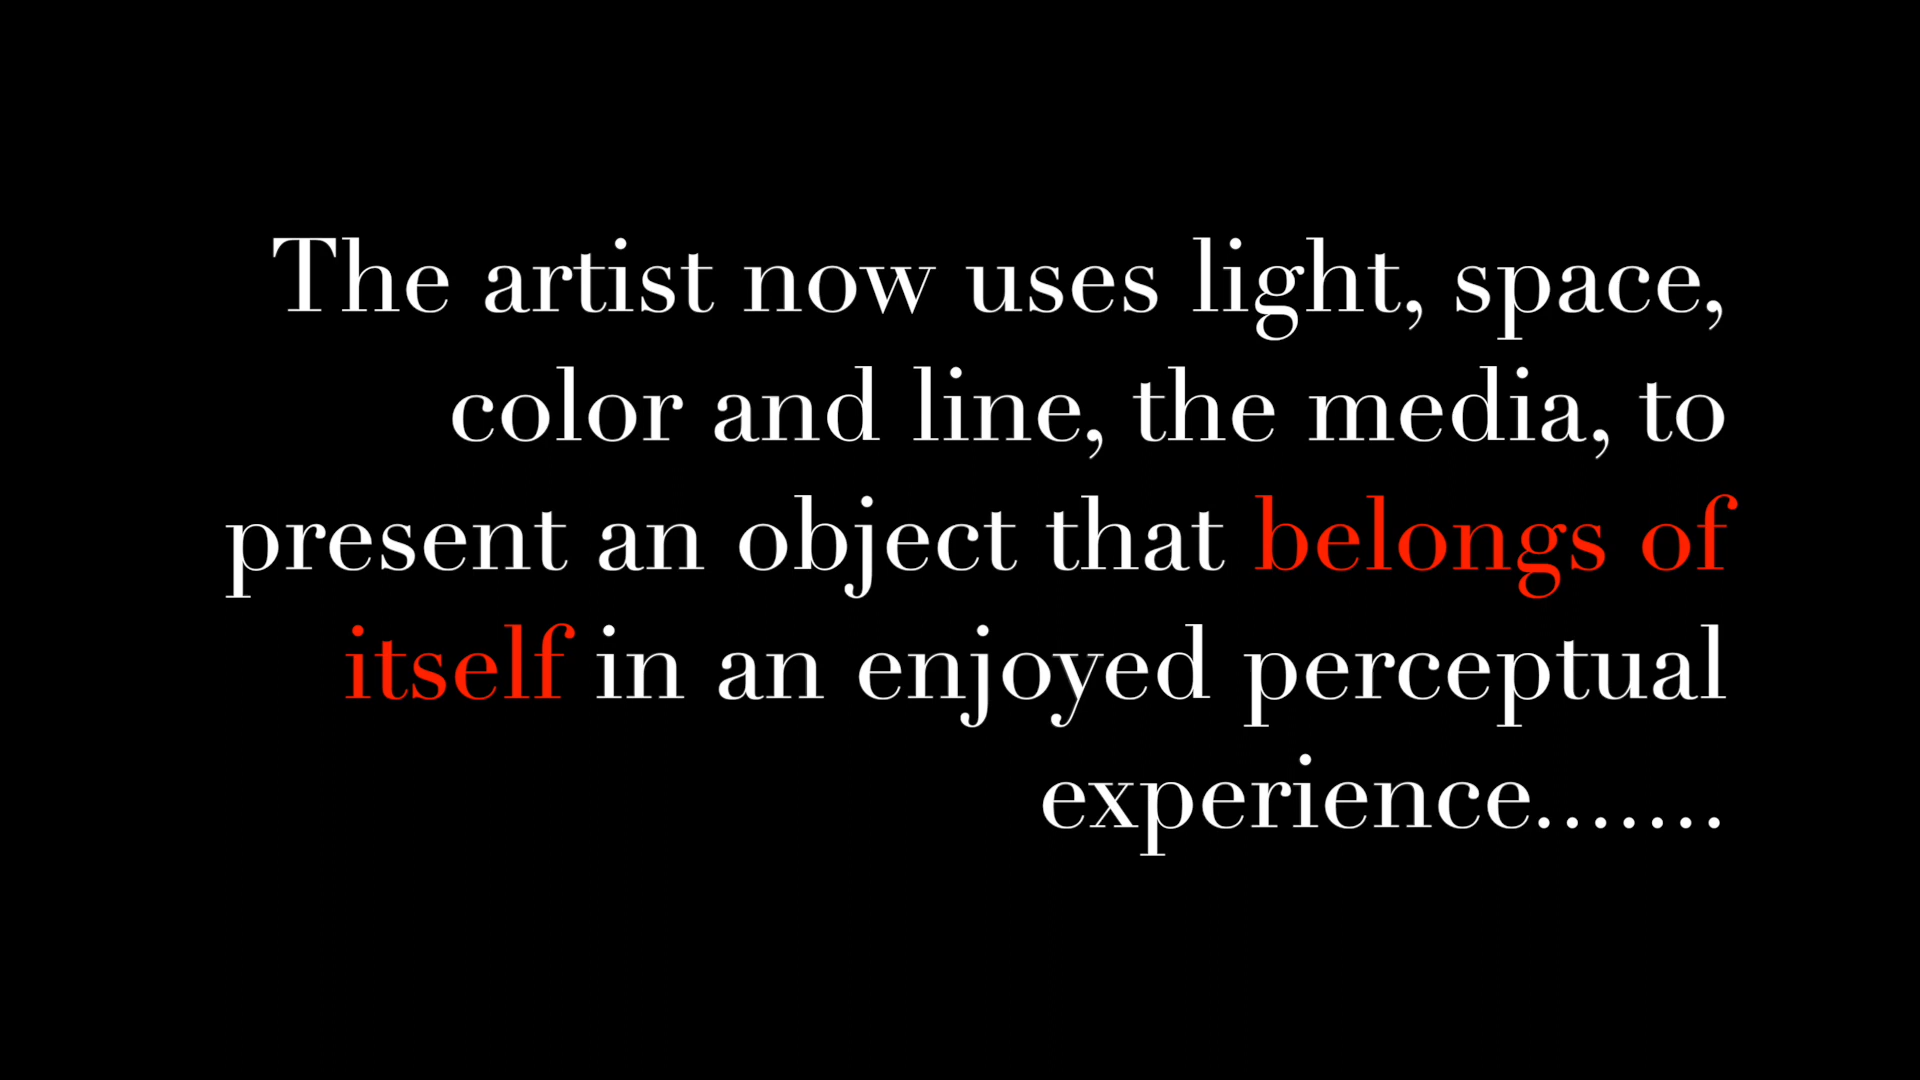 The artist now uses light, space,
color and line, the media, to
present an object that belongs of
itself in an enjoyed perceptual
experience.......